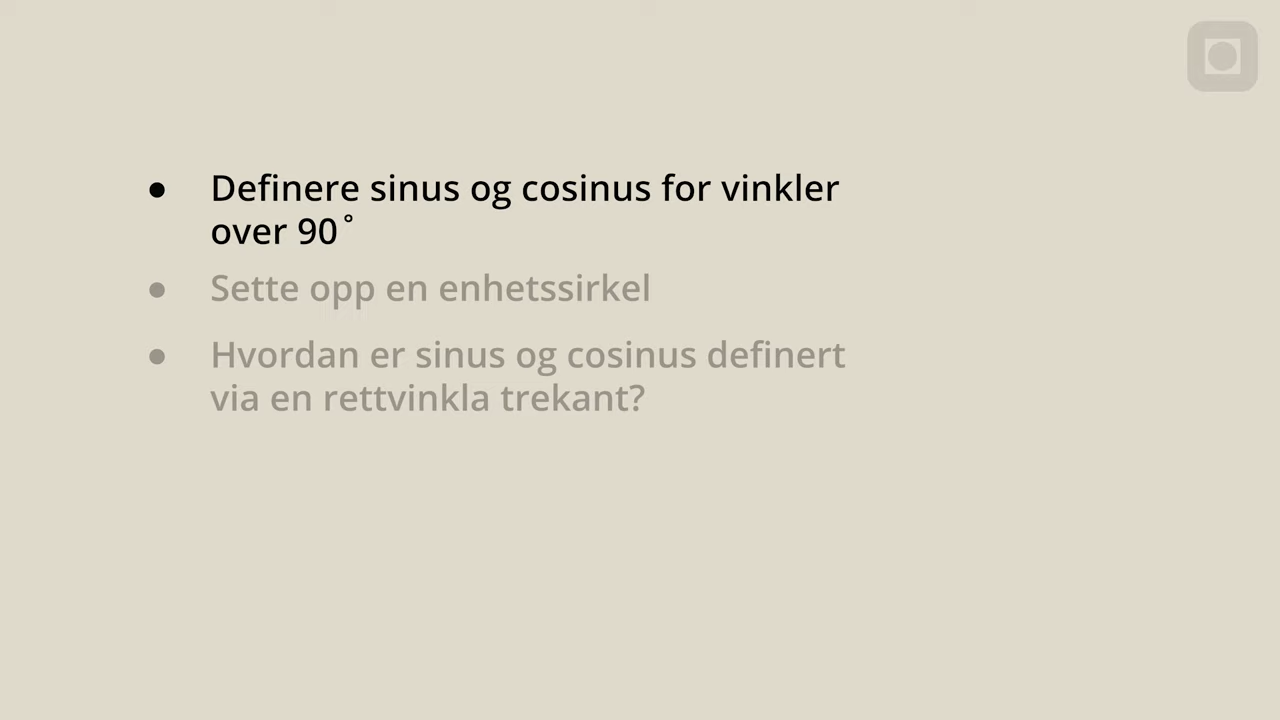 ● Definere sinus og cosinus for vinkler
over 90°
● Sette opp en enhetssirkel
● Hvordan er sinus og cosinus definert
via en rettvinkla trekant?